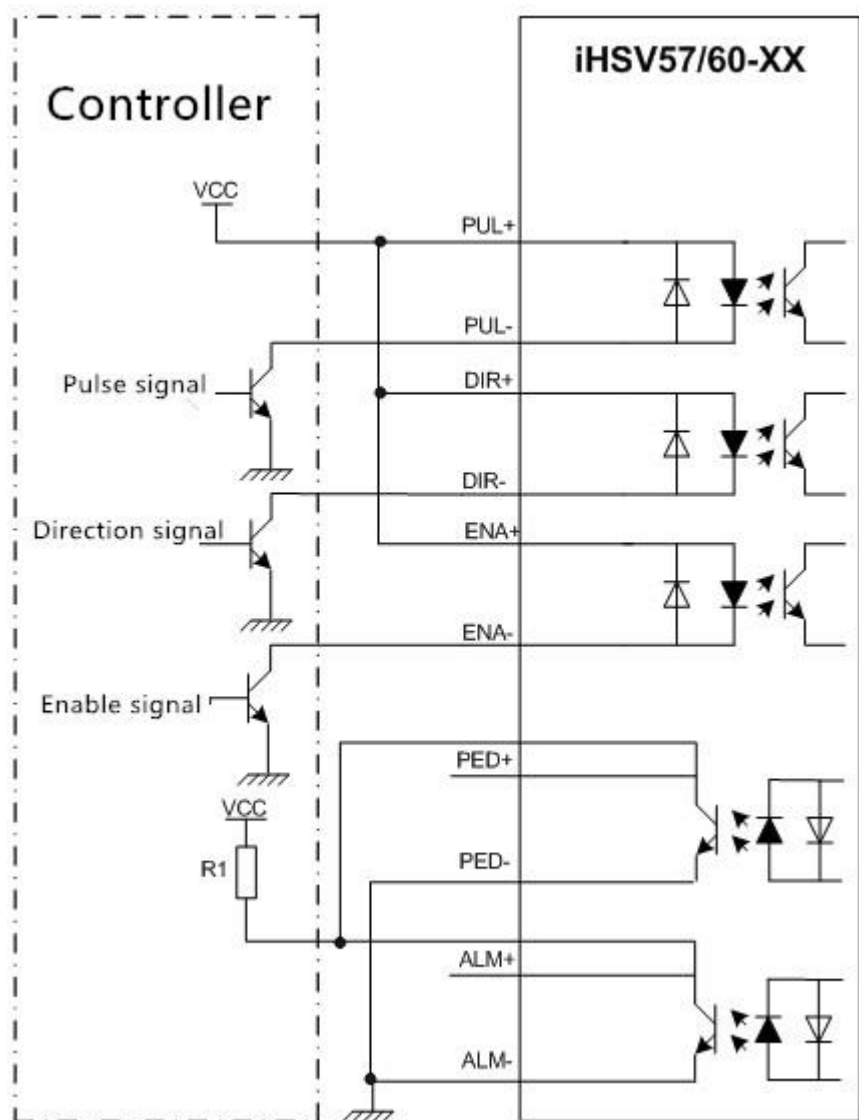 iHSV57/60-XX
Controller
VCC
PUL+
PUL-
Pulse signal
DIR+
DIR-
Direction signal
ENA+
ENA-
Enable signal
PED+
VCC
R1
PED-
ALM+
ALM-